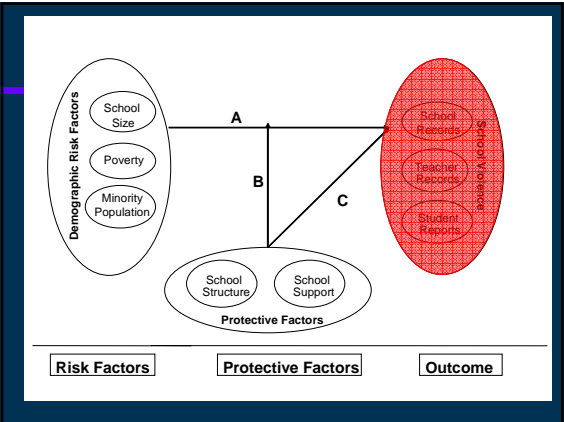 Demographic Risk Factors
School
Size
Poverty
Minority
Population
A
B
C
School
Records
Teacher
Records
Student
Reports
School Violence
School
Structure
School
Support
Protective Factors
Risk Factors
Protective Factors
Outcome